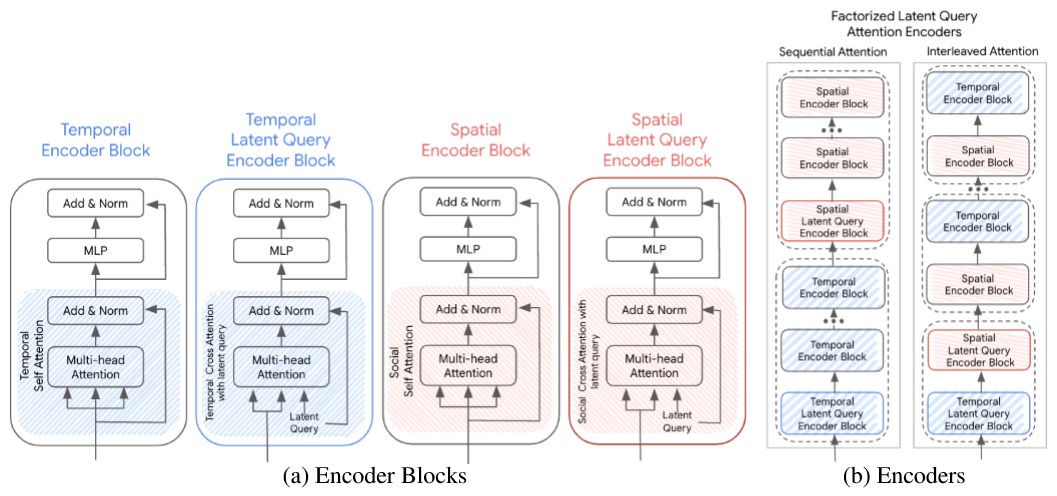 Temporal
Encoder Block
Add & Norm
MLP
Add & Norm
Multi-head
Attention
Temporal
Self Attention
Temporal
Latent Query
Encoder Block
Add & Norm
MLP
Add & Norm
Multi-head
Attention
Latent
Query
Temporal Cross Attention
with latent query
Spatial
Encoder Block
Add & Norm
MLP
Add & Norm
Multi-head
Attention
Social
Self Attention
Spatial
Latent Query
Encoder Block
Add & Norm
MLP
Add & Norm
Multi-head
Attention
Latent
Query
Social Cross Attention with
latent query
(a) Encoder Blocks
Factorized Latent Query
Attention Encoders
Sequential Attention
Spatial
Encoder Block
Spatial
Encoder Block
Spatial
Latent Query
Encoder Block
Temporal
Encoder Block
Temporal
Encoder Block
Temporal
Latent Query
Encoder Block
Interleaved Attention
Temporal
Encoder Block
Spatial
Encoder Block
Temporal
Encoder Block
Spatial
Encoder Block
Spatial
Latent Query
Encoder Block
Temporal
Latent Query
Encoder Block
(b) Encoders